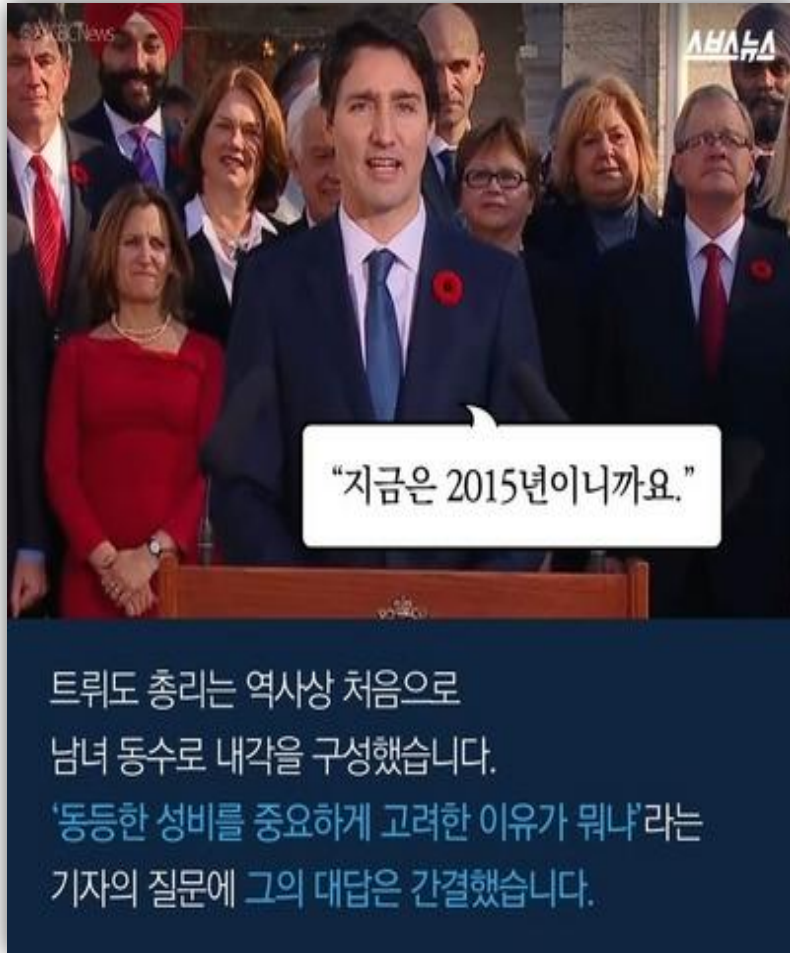 ©CBCNews
스브스뉴스
“지금은 2015년이니까요.”
트뤼도 총리는 역사상 처음으로
남녀 동수로 내각을 구성했습니다.
‘동등한 성비를 중요하게 고려한 이유가 뭐냐’라는
기자의 질문에 그의 대답은 간결했습니다.